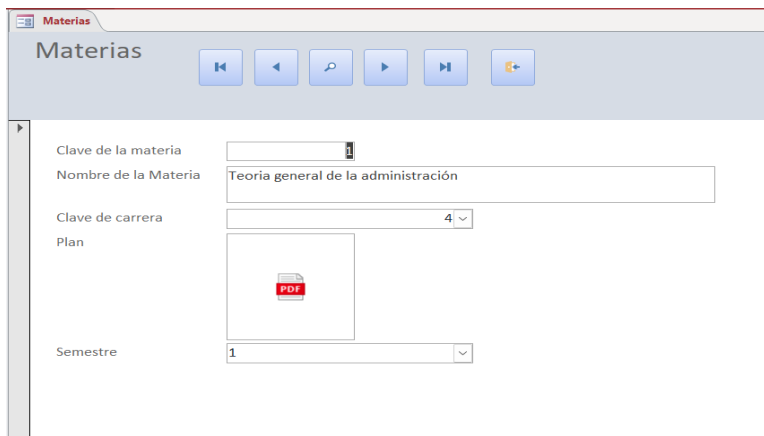 Materias
Materias
Clave de la materia 1
Nombre de la Materia Teoria general de la administración
Clave de carrera 4
Plan
PDF
Semestre 1